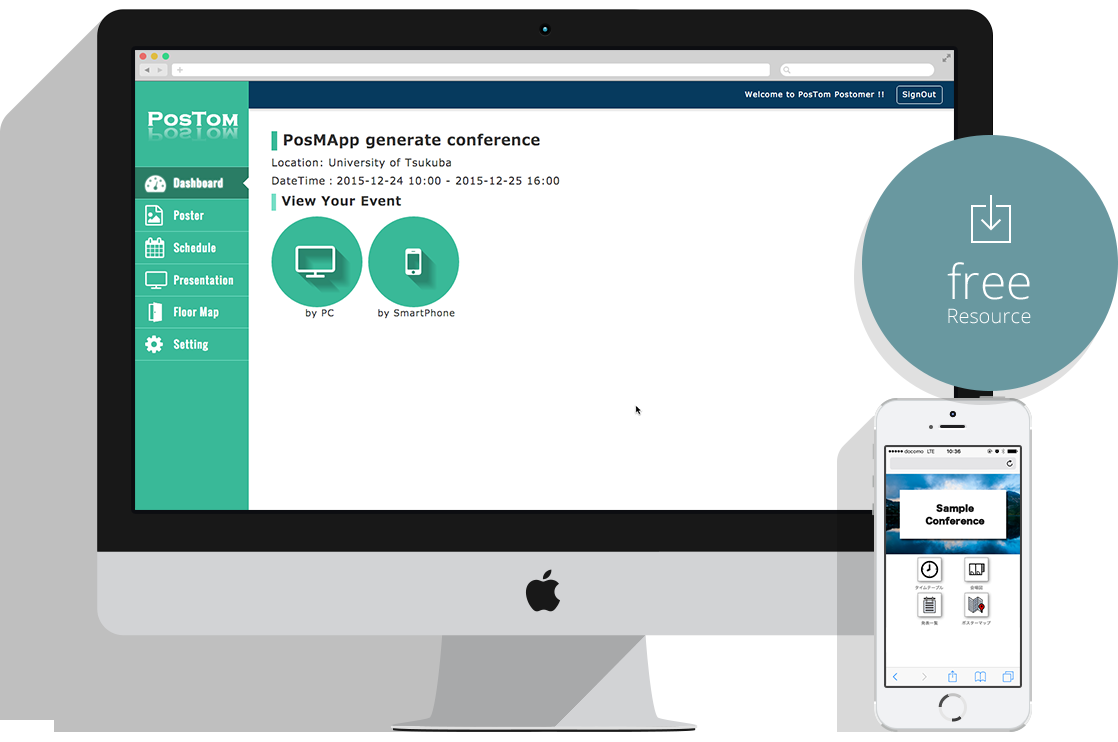 Welcome to PosTom Postomer !!
SignOut
PosTom
Dashboard
Poster
Schedule
Presentation
Floor Map
Setting
PosMApp generate conference
Location: University of Tsukuba
DateTime : 2015-12-24 10:00 - 2015-12-25 16:00
View Your Event
by PC
by SmartPhone
free
Resource
docomo LTE 10:36
Sample
Conference
タイムテーブル
会場図
発表一覧
ポスターマップ